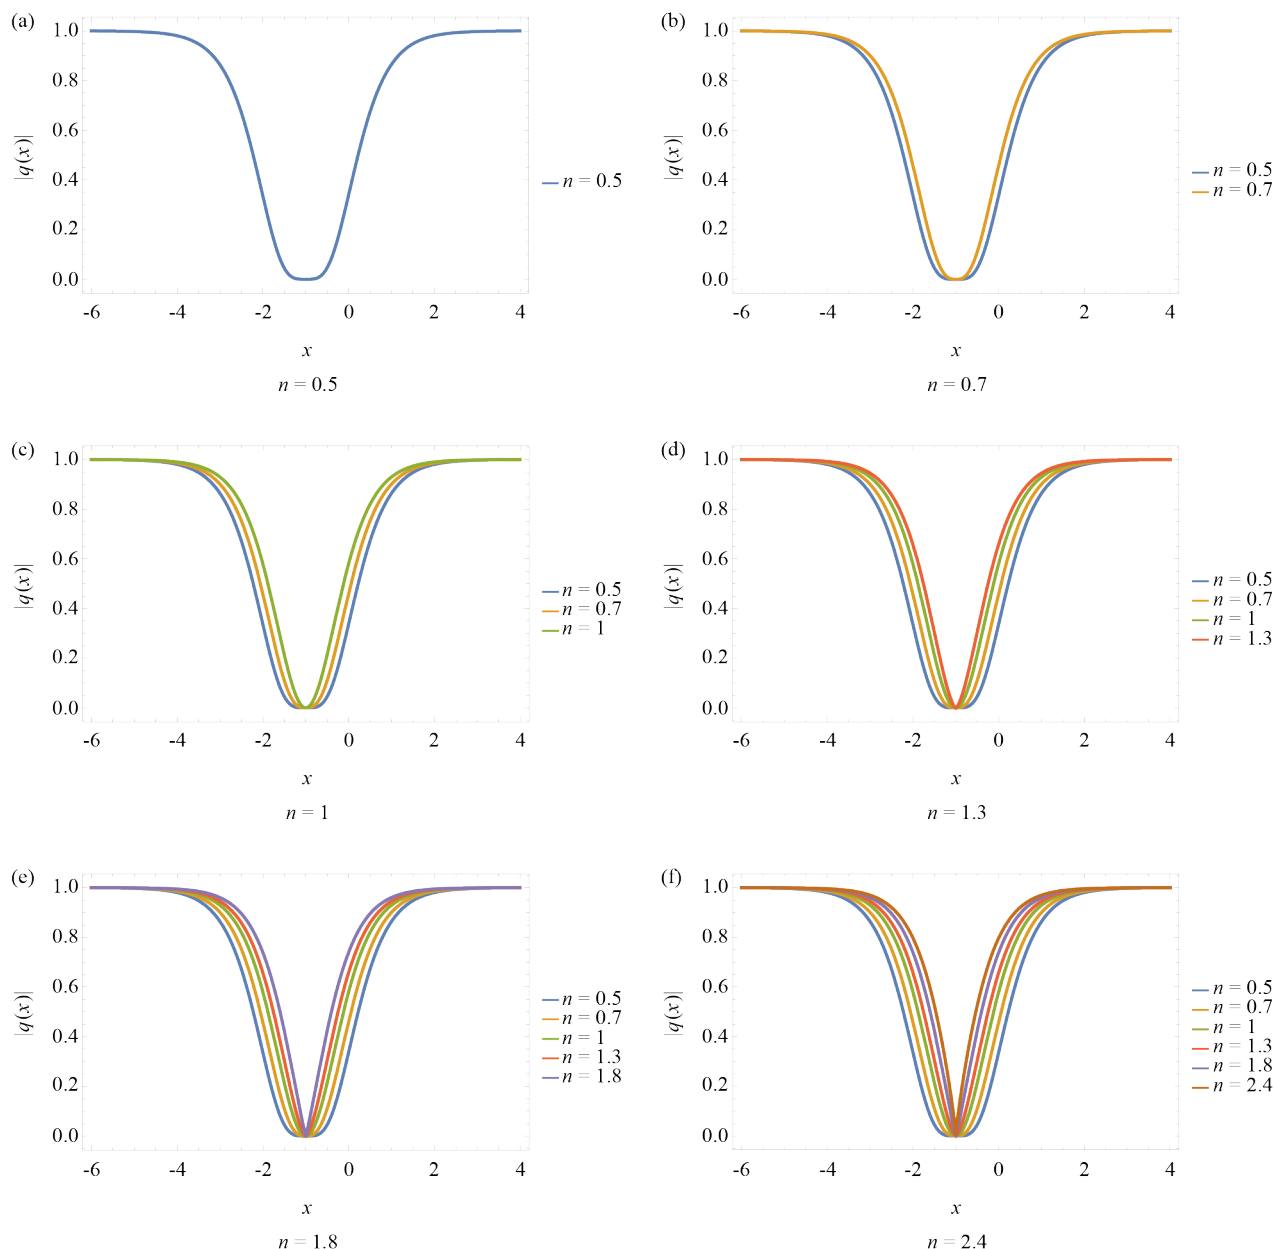 (a)
1.0
0.8
0.6
0.4
0.2
0.0
|q(x)|
-6 -4 -2 0 2 4
x
n = 0.5
n = 0.5
(b)
1.0
0.8
0.6
0.4
0.2
0.0
|q(x)|
-6 -4 -2 0 2 4
x
n = 0.5
n = 0.7
n = 0.7
(c)
1.0
0.8
0.6
0.4
0.2
0.0
|q(x)|
-6 -4 -2 0 2 4
x
n = 0.5
n = 0.7
n = 1
n = 1
(d)
1.0
0.8
0.6
0.4
0.2
0.0
|q(x)|
-6 -4 -2 0 2 4
x
n = 0.5
n = 0.7
n = 1
n = 1.3
n = 1.3
(e)
1.0
0.8
0.6
0.4
0.2
0.0
|q(x)|
-6 -4 -2 0 2 4
x
n = 0.5
n = 0.7
n = 1
n = 1.3
n = 1.8
n = 1.8
(f)
1.0
0.8
0.6
0.4
0.2
0.0
|q(x)|
-6 -4 -2 0 2 4
x
n = 0.5
n = 0.7
n = 1
n = 1.3
n = 1.8
n = 2.4
n = 2.4